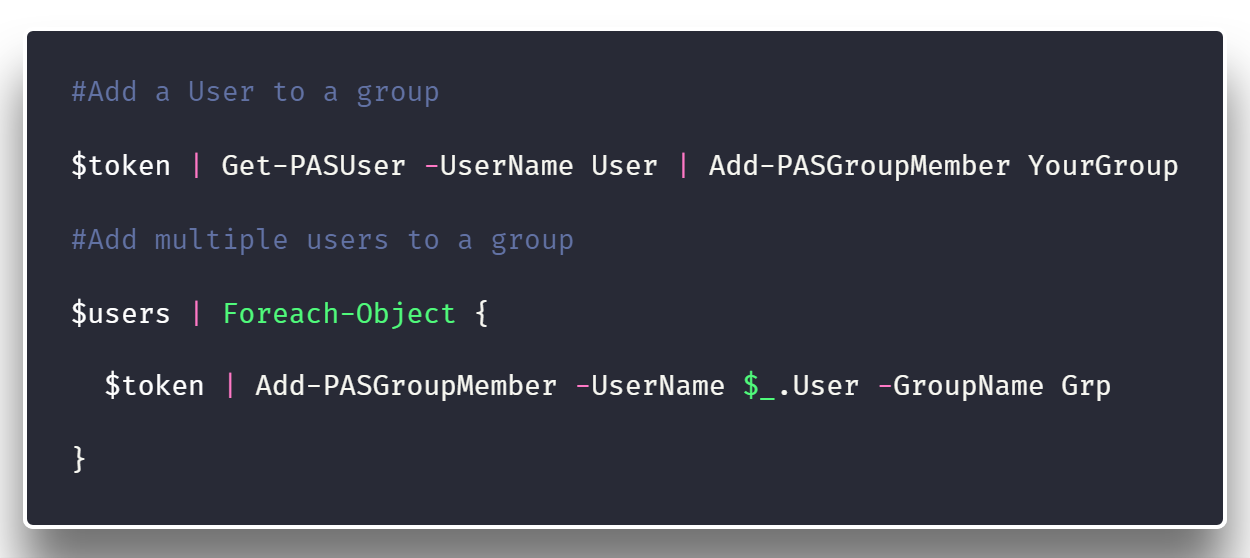 #Add a User to a group
$token | Get-PASUser -UserName User | Add-PASGroupMember YourGroup
#Add multiple users to a group
$users | Foreach-Object {
$token | Add-PASGroupMember -UserName $_.User -GroupName Grp
}